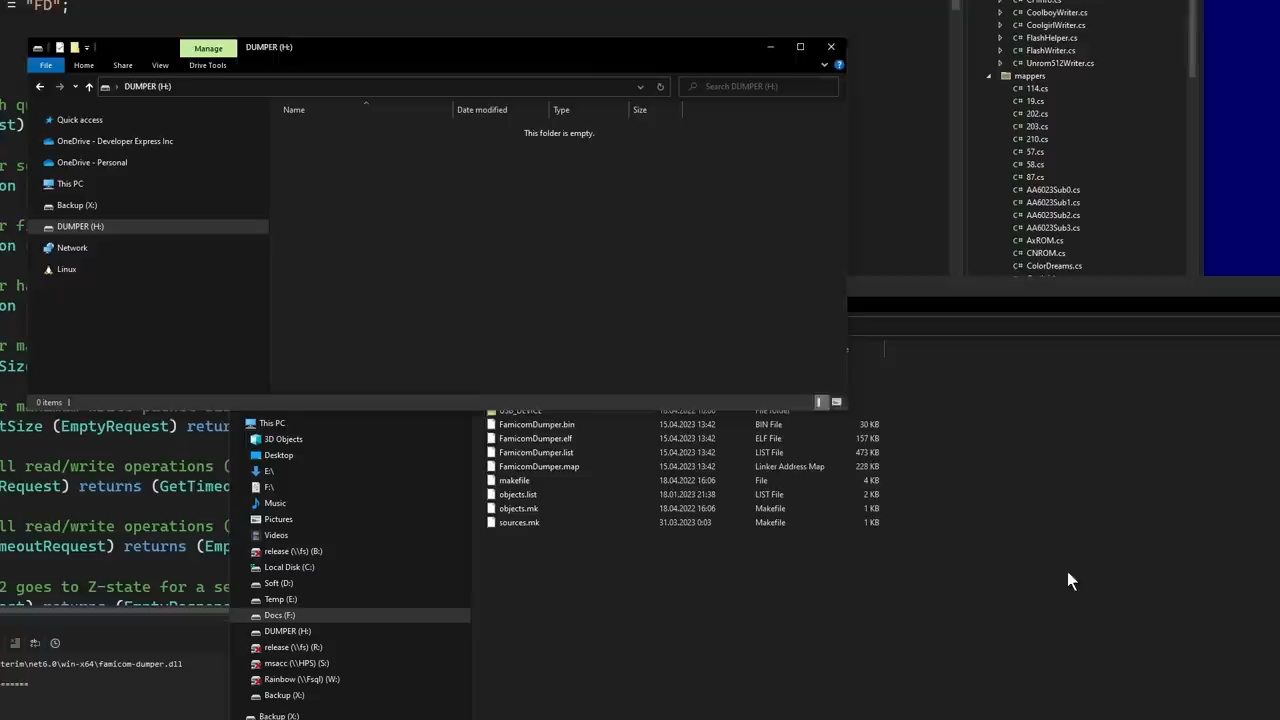 = "FD";
Manage
DUMPER (H:)
File
Home
Share
View
Drive Tools
DUMPER (H:)
Search DUMPER (H:)
Name
Date modified
Type
Size
This folder is empty.
Quick access
OneDrive - Developer Express Inc
OneDrive - Personal
This PC
Backup (X:)
DUMPER (H:)
Network
Linux
0 items
CoolboyWriter.cs
CoolgirlWriter.cs
FlashHelper.cs
FlashWriter.cs
Unrom512Writer.cs
mappers
114.cs
19.cs
202.cs
203.cs
210.cs
57.cs
58.cs
87.cs
AA6023Sub0.cs
AA6023Sub1.cs
AA6023Sub2.cs
AA6023Sub3.cs
AxROM.cs
CNROM.cs
ColorDreams.cs
tSize (EmptyRequest) retur
ll read/write operations (
Request) returns (GetTimeo
ll read/write operations (
meoutRequest) returns (Emp
2 goes to Z-state for a se
terim\net6.0\win-x64\famicom-dumper.dll
======
This PC
3D Objects
Desktop
E:\
F:\
Music
Pictures
Videos
release (\\fs) (B:)
Local Disk (C:)
Soft (D:)
Temp (E:)
Docs (F:)
DUMPER (H:)
release (\\fs) (R:)
msacc (\\HPS) (S:)
Rainbow (\\Fsql) (W:)
Backup (X:)
Backup (X:)
FamicomDumper.bin 15.04.2023 13:42 BIN File 30 KB
FamicomDumper.elf 15.04.2023 13:42 ELF File 157 KB
FamicomDumper.list 15.04.2023 13:42 LIST File 473 KB
FamicomDumper.map 15.04.2023 13:42 Linker Address Map 228 KB
makefile 18.04.2022 16:06 File 4 KB
objects.list 18.01.2023 21:38 LIST File 2 KB
objects.mk 18.04.2022 16:06 Makefile 1 KB
sources.mk 31.03.2023 0:03 Makefile 1 KB